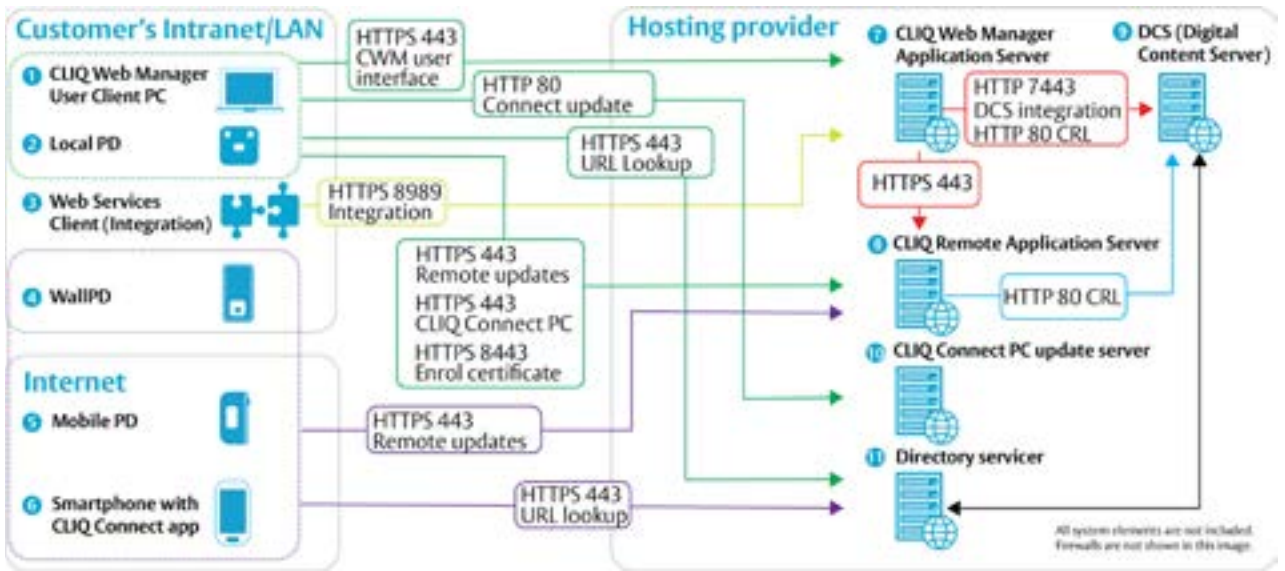 Customer's Intranet/LAN
1 CLIQ Web Manager
User Client PC
2 Local PD
3 Web Services
Client (Integration)
4 WallPD
Internet
5 Mobile PD
6 Smartphone with
CLIQ Connect app
HTTPS 443
CWM user
interface
HTTP 80
Connect update
HTTPS 443
URL Lookup
HTTPS 8989
Integration
HTTPS 443
Remote updates
HTTPS 443
CLIQ Connect PC
HTTPS 8443
Enrol certificate
HTTPS 443
Remote updates
HTTPS 443
URL lookup
Hosting provider
7 CLIQ Web Manager
Application Server
9 DCS (Digital
Content Server)
HTTP 7443
DCS integration
HTTP 80 CRL
HTTPS 443
8 CLIQ Remote Application Server
HTTP 80 CRL
10 CLIQ Connect PC update server
11 Directory servicer
All system elements are not included.
Firewalls are not shown in this image.